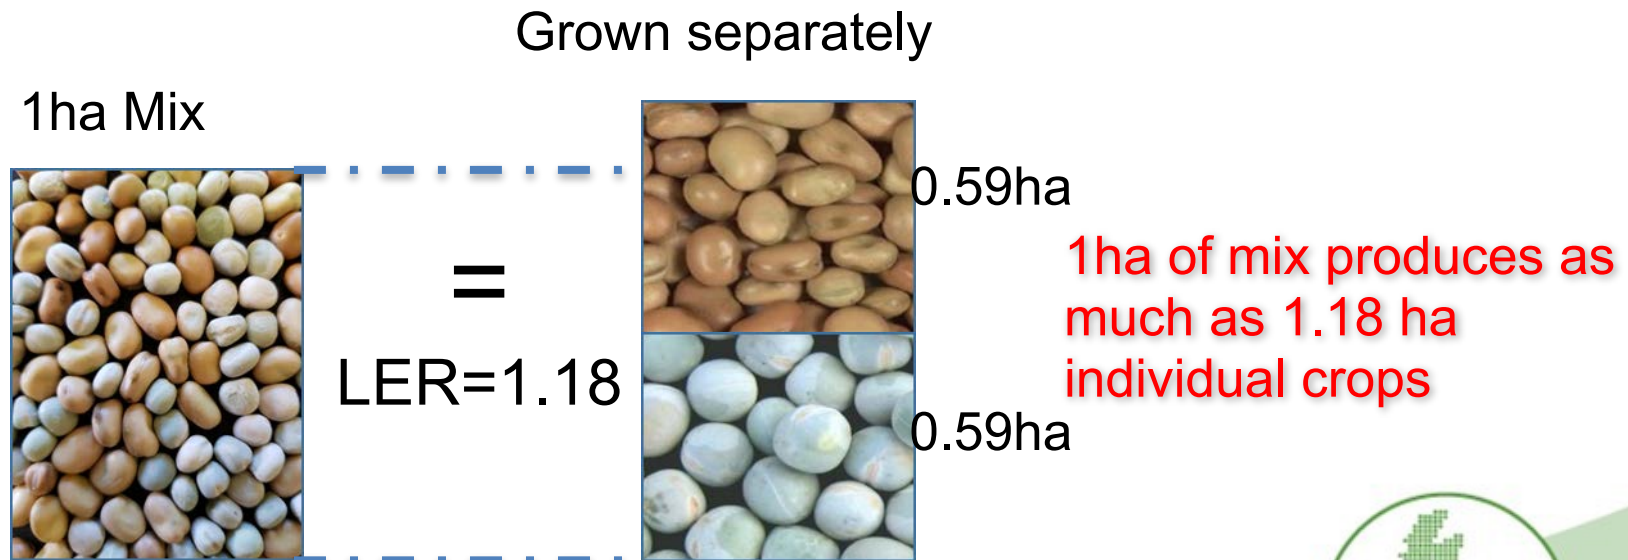 Grown separately
1ha Mix
0.59ha
=
LER=1.18
1ha of mix produces as
much as 1.18 ha
individual crops
0.59ha